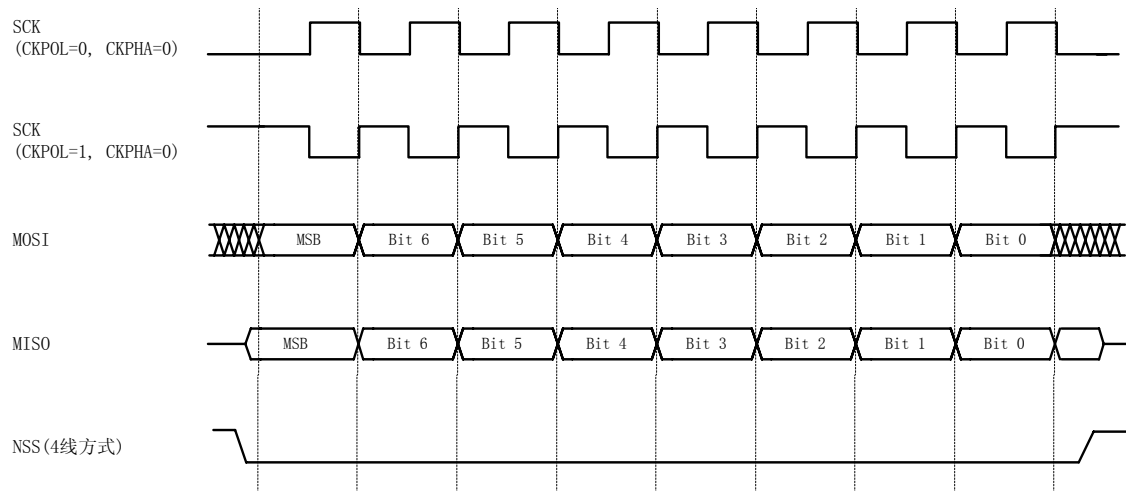 SCK
(CKPOL=0, CKPHA=0)
SCK
(CKPOL=1, CKPHA=0)
MOSI
MSB
Bit 6
Bit 5
Bit 4
Bit 3
Bit 2
Bit 1
Bit 0
MISO
MSB
Bit 6
Bit 5
Bit 4
Bit 3
Bit 2
Bit 1
Bit 0
NSS(4线方式)